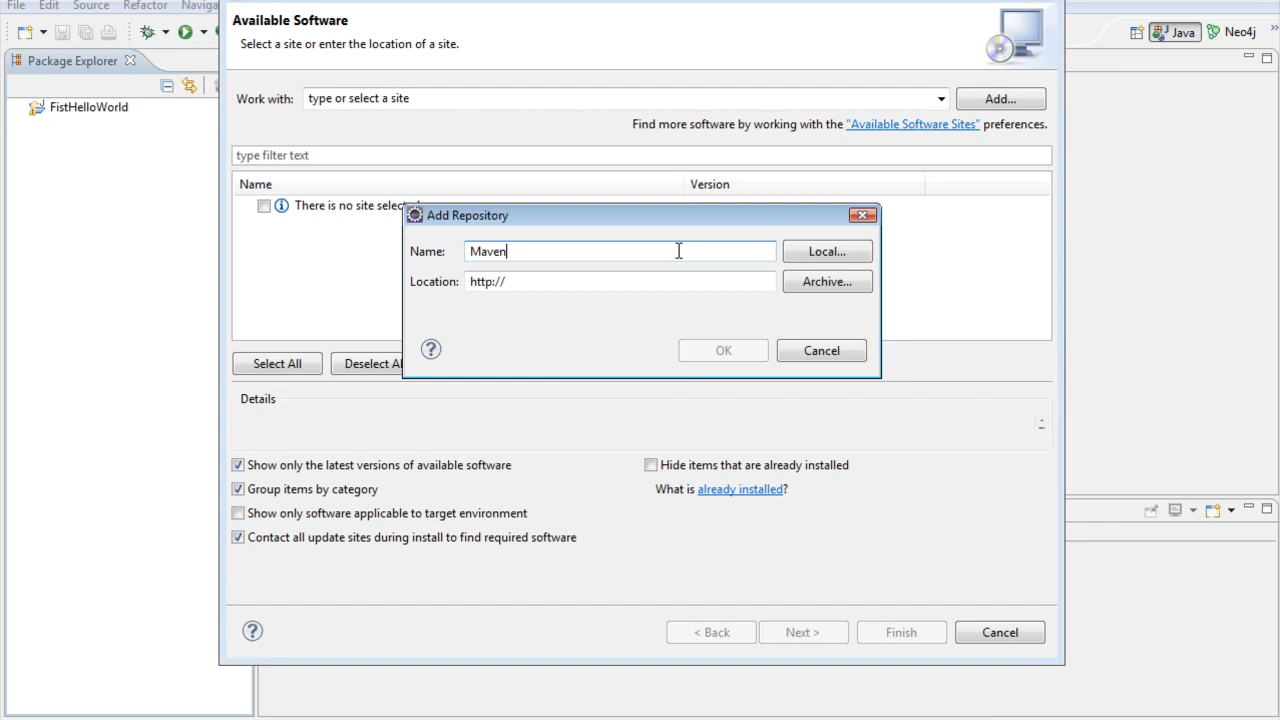 File Edit Source Refactor Naviga
Available Software
Select a site or enter the location of a site.
Java Neo4j
Package Explorer
Work with: type or select a site Add...
FistHelloWorld
Find more software by working with the "Available Software Sites" preferences.
type filter text
Name Version
There is no site selected
Add Repository
Name: Maven Local...
Location: http:// Archive...
OK Cancel
Select All Deselect Al
Details
Show only the latest versions of available software Hide items that are already installed
Group items by category What is already installed?
Show only software applicable to target environment
Contact all update sites during install to find required software
< Back Next > Finish Cancel